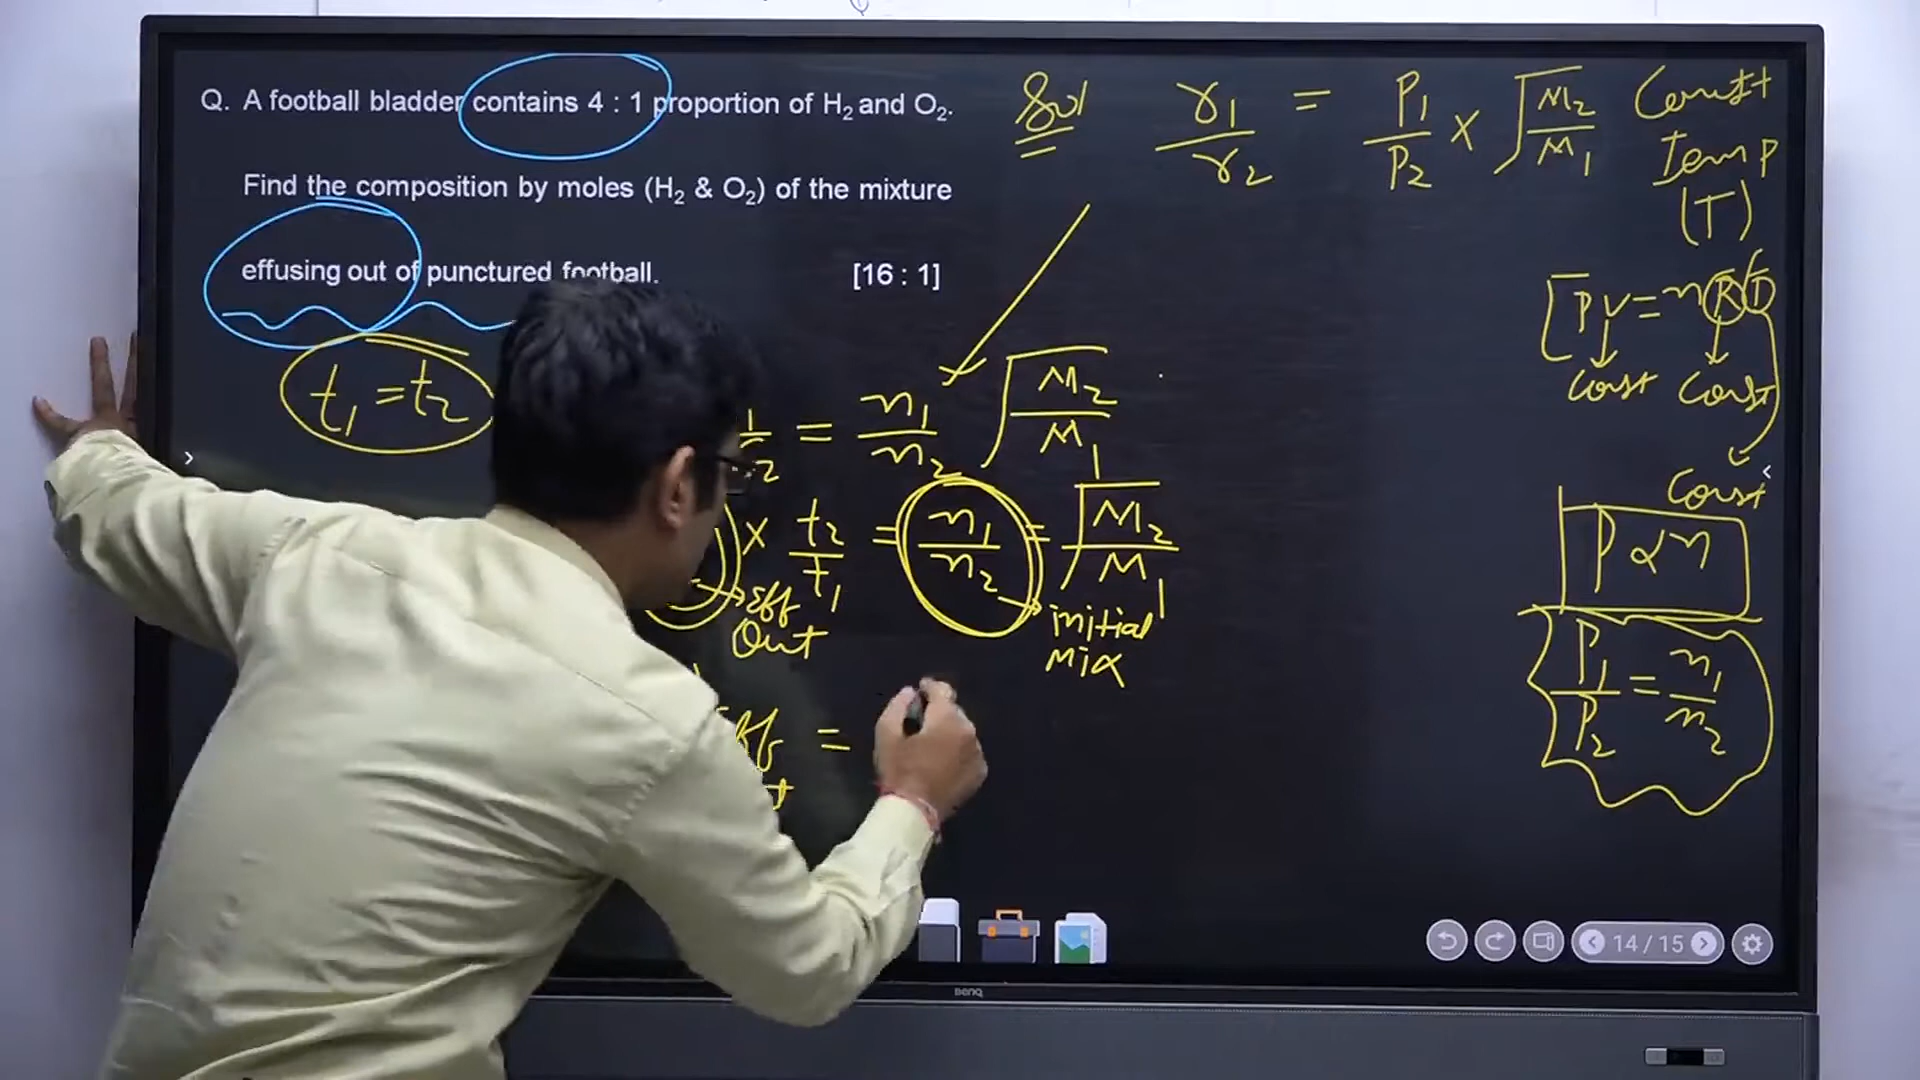 Q. A football bladder contains 4 : 1 proportion of H₂ and O₂.
Find the composition by moles (H₂ & O₂) of the mixture
effusing out of punctured football. [16 : 1]
t₁ = t₂
Sol r₁/r₂ = P₁/P₂ × √(M₂/M₁)
Const
Temp
(T)
PV = nRT
Const Const
Const
P α n
P₁/P₂ = n₁/n₂
= n₁/n₂ √(M₂/M₁)
× t₂/t₁ = n₁/n₂ = √(M₂/M₁)
Eff
Out
initial
Mix
=
14 / 15
BenQ